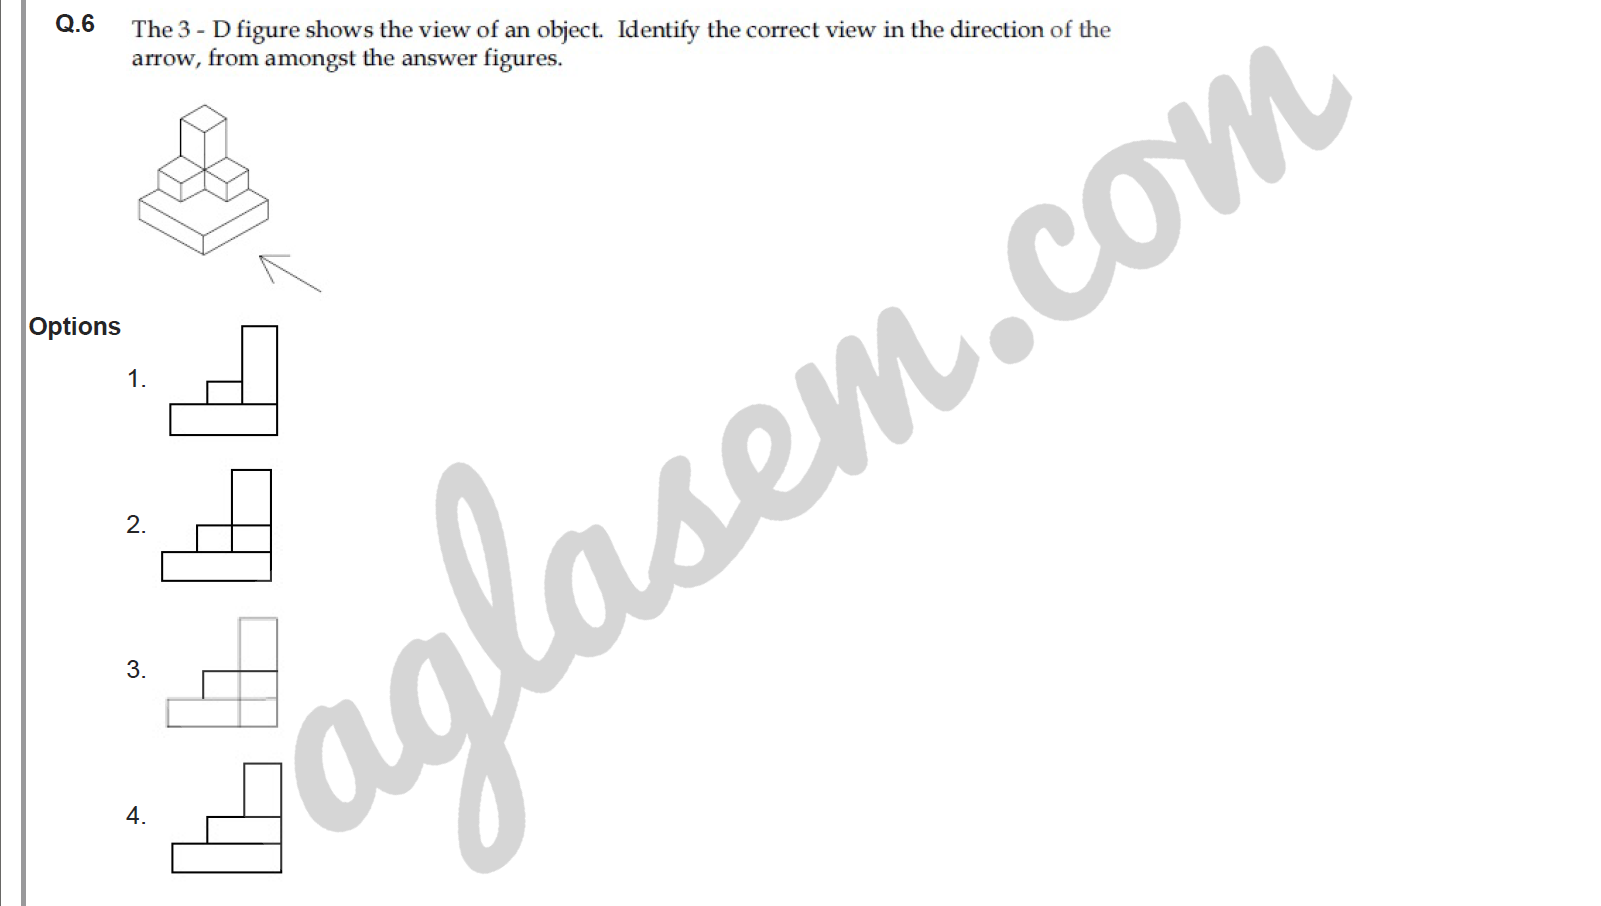 Q.6 The 3 - D figure shows the view of an object. Identify the correct view in the direction of the
arrow, from amongst the answer figures.
Options
1.
2.
3.
4.
aglasem.com